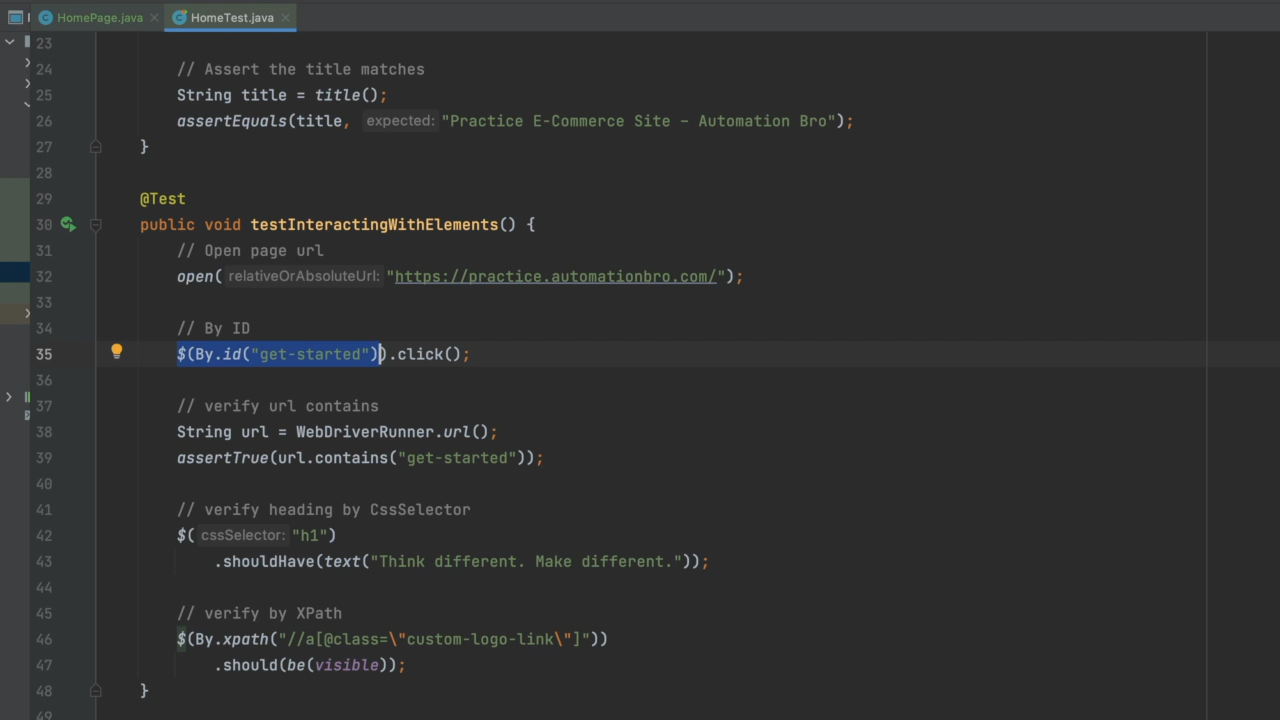 HomePage.java HomeTest.java
23
24 // Assert the title matches
25 String title = title();
26 assertEquals(title, expected: "Practice E-Commerce Site – Automation Bro");
27 }
28
29 @Test
30 public void testInteractingWithElements() {
31 // Open page url
32 open( relativeOrAbsoluteUrl: "https://practice.automationbro.com/");
33
34 // By ID
35 $(By.id("get-started")).click();
36
37 // verify url contains
38 String url = WebDriverRunner.url();
39 assertTrue(url.contains("get-started"));
40
41 // verify heading by CssSelector
42 $( cssSelector: "h1")
43 .shouldHave(text("Think different. Make different."));
44
45 // verify by XPath
46 $(By.xpath("//a[@class=\"custom-logo-link\"]"))
47 .should(be(visible));
48 }
49